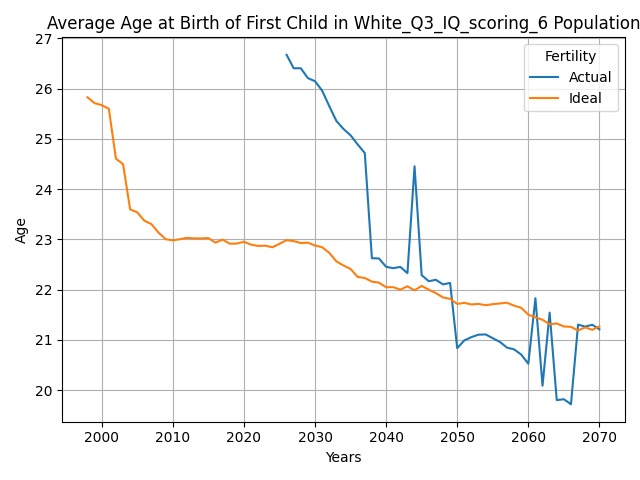 Average Age at Birth of First Child in White_Q3_IQ_scoring_6 Population
27
26
25
24
23
22
21
20
Age
Fertility
Actual
Ideal
2000 2010 2020 2030 2040 2050 2060 2070
Years